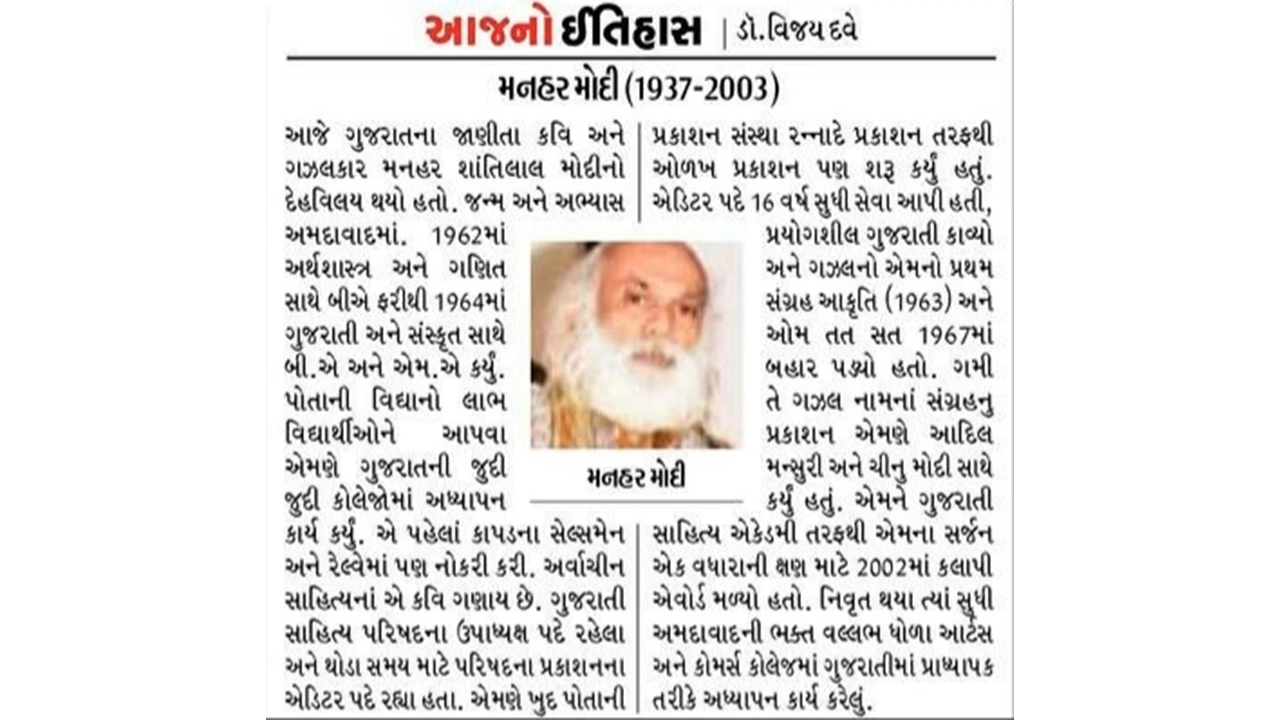 આજનો ઈતિહાસ | ડૉ.વિજય દવે
મનહર મોદી (1937-2003)
આજે ગુજરાતના જાણીતા કવિ અને
ગઝલકાર મનહર શાંતિલાલ મોદીનો
દેહવિલય થયો હતો. જન્મ અને અભ્યાસ
અમદાવાદમાં. 1962માં
અર્થશાસ્ત્ર અને ગણિત
સાથે બીએ ફરીથી 1964માં
ગુજરાતી અને સંસ્કૃત સાથે
બી.એ અને એમ.એ કર્યું.
પોતાની વિદ્યાનો લાભ
વિદ્યાર્થીઓને આપવા
એમણે ગુજરાતની જુદી
જુદી કોલેજોમાં અધ્યાપન
કાર્ય કર્યું. એ પહેલાં કાપડના સેલ્સમેન
અને રેલ્વેમાં પણ નોકરી કરી. અર્વાચીન
સાહિત્યનાં એ કવિ ગણાય છે. ગુજરાતી
સાહિત્ય પરિષદના ઉપાધ્યક્ષ પદે રહેલા
અને થોડા સમય માટે પરિષદના પ્રકાશનના
એડિટર પદે રહ્યા હતા. એમણે ખુદ પોતાની
મનહર મોદી
પ્રકાશન સંસ્થા રન્નાદે પ્રકાશન તરફથી
ઓળખ પ્રકાશન પણ શરૂ કર્યું હતું.
એડિટર પદે 16 વર્ષ સુધી સેવા આપી હતી,
પ્રયોગશીલ ગુજરાતી કાવ્યો
અને ગઝલનો એમનો પ્રથમ
સંગ્રહ આકૃતિ (1963) અને
ઓમ તત સત 1967માં
બહાર પડ્યો હતો. ગમી
તે ગઝલ નામનાં સંગ્રહનુ
પ્રકાશન એમણે આદિલ
મન્સુરી અને ચીનુ મોદી સાથે
કર્યું હતું. એમને ગુજરાતી
સાહિત્ય એકેડમી તરફથી એમના સર્જન
એક વધારાની ક્ષણ માટે 2002માં કલાપી
એવોર્ડ મળ્યો હતો. નિવૃત થયા ત્યાં સુધી
અમદાવાદની ભક્ત વલ્લભ ધોળા આર્ટસ
અને કોમર્સ કોલેજમાં ગુજરાતીમાં પ્રાધ્યાપક
તરીકે અધ્યાપન કાર્ય કરેલું.